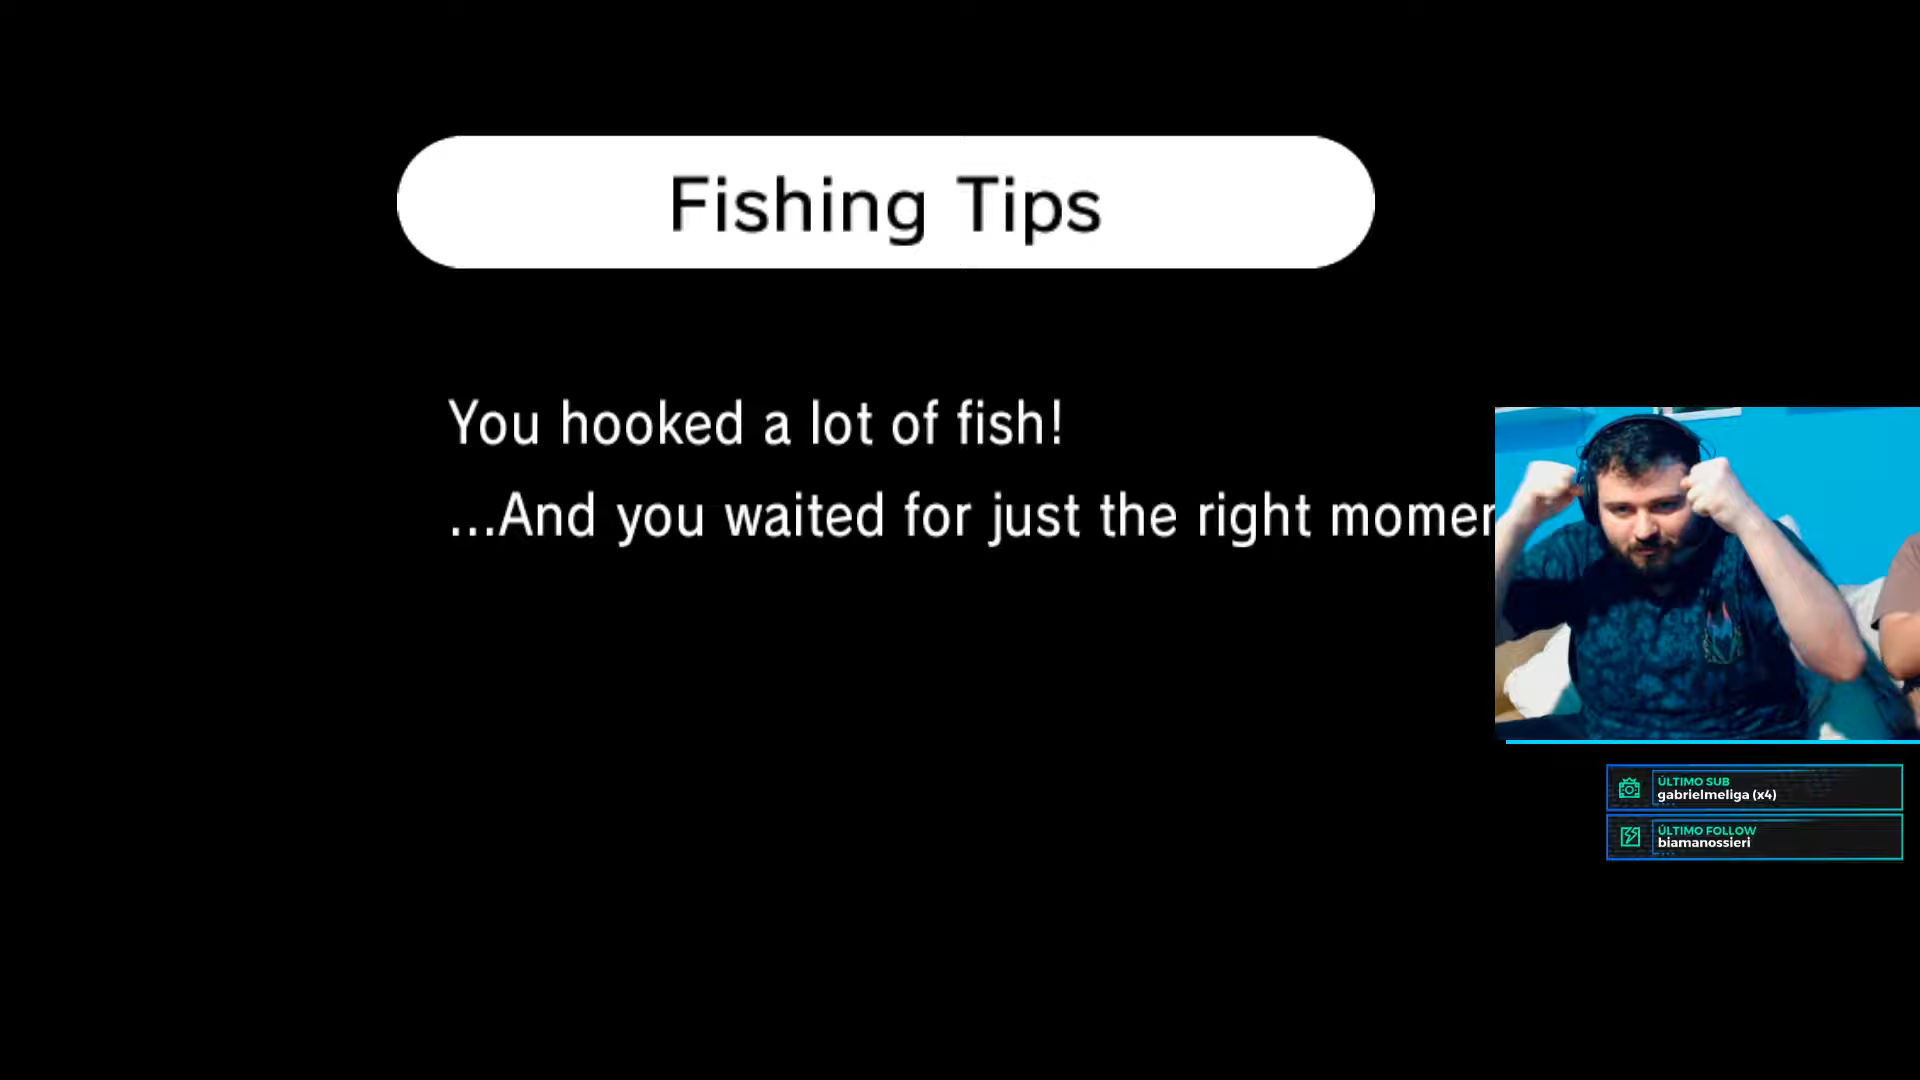 Fishing Tips
You hooked a lot of fish!
...And you waited for just the right
ÚLTIMO SUB
gabrielmeliga (x4)
ÚLTIMO FOLLOW
biamanossieri